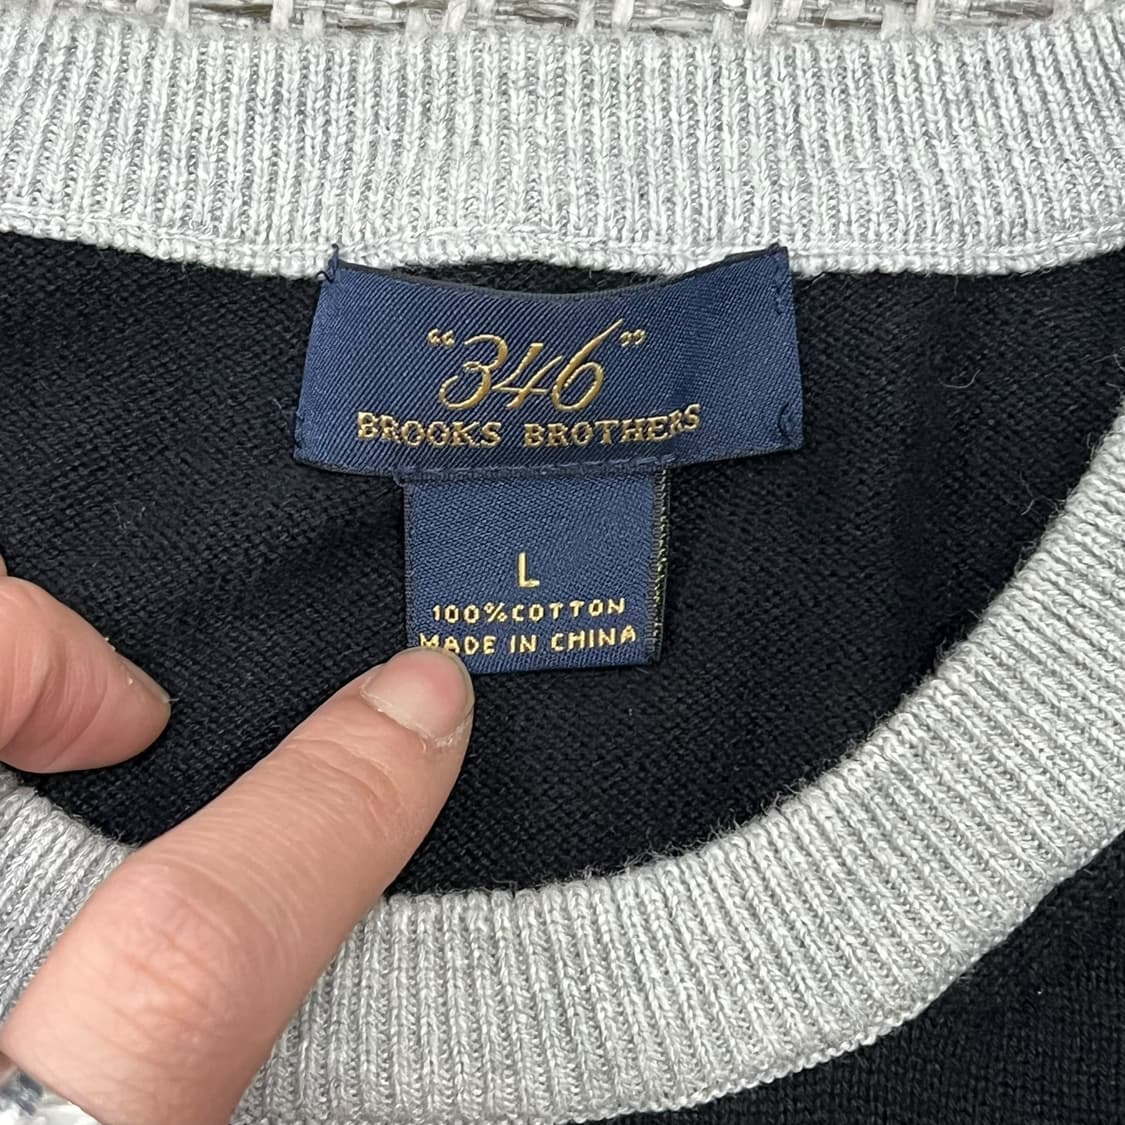 “346”
BROOKS BROTHERS
L
100% COTTON
MADE IN CHINA